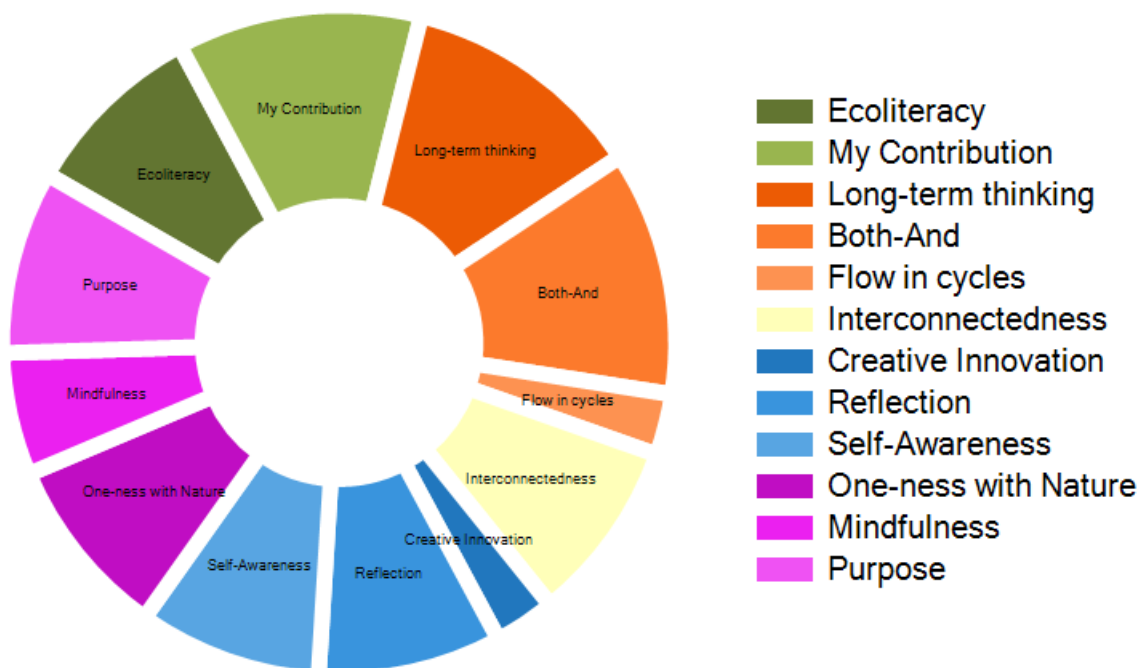 My Contribution
Long-term thinking
Ecoliteracy
Purpose
Both-And
Mindfulness
Flow in cycles
One-ness with Nature
Interconnectedness
Creative Innovation
Self-Awareness
Reflection
Ecoliteracy
My Contribution
Long-term thinking
Both-And
Flow in cycles
Interconnectedness
Creative Innovation
Reflection
Self-Awareness
One-ness with Nature
Mindfulness
Purpose